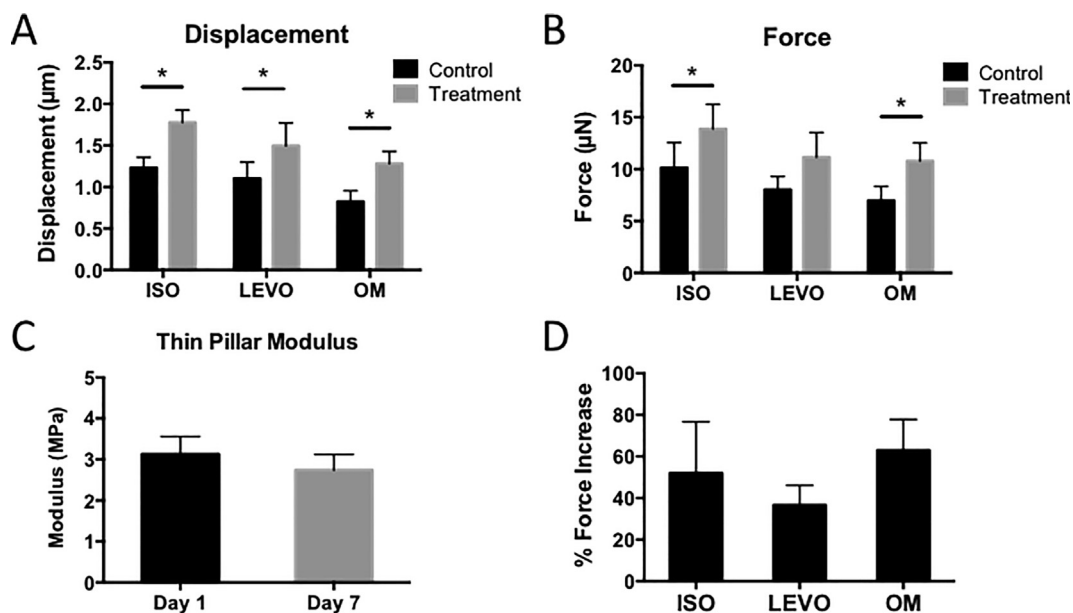 A
Displacement
Displacement (µm)
2.5
2.0
1.5
1.0
0.5
0.0
*
*
*
ISO
LEVO
OM
Control
Treatment
B
Force
Force (µN)
20
15
10
5
0
*
*
ISO
LEVO
OM
Control
Treatment
C
Thin Pillar Modulus
Modulus (MPa)
5
4
3
2
1
0
Day 1
Day 7
D
% Force Increase
100
80
60
40
20
0
ISO
LEVO
OM